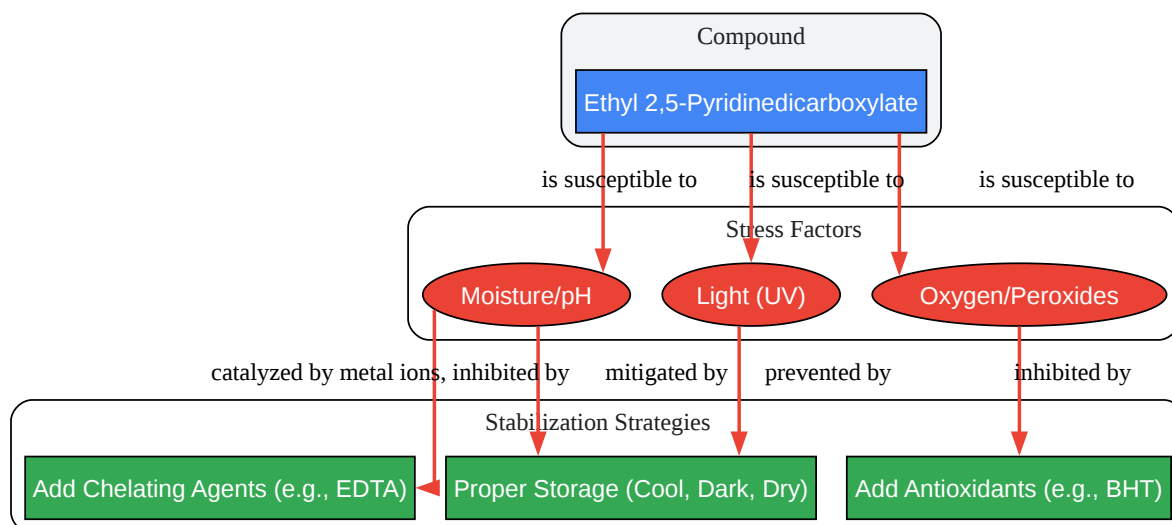 Compound
Ethyl 2,5-Pyridinedicarboxylate
is susceptible to
is susceptible to
is susceptible to
Stress Factors
Moisture/pH
Light (UV)
Oxygen/Peroxides
catalyzed by metal ions, inhibited by
mitigated by
prevented by
inhibited by
Stabilization Strategies
Add Chelating Agents (e.g., EDTA)
Proper Storage (Cool, Dark, Dry)
Add Antioxidants (e.g., BHT)